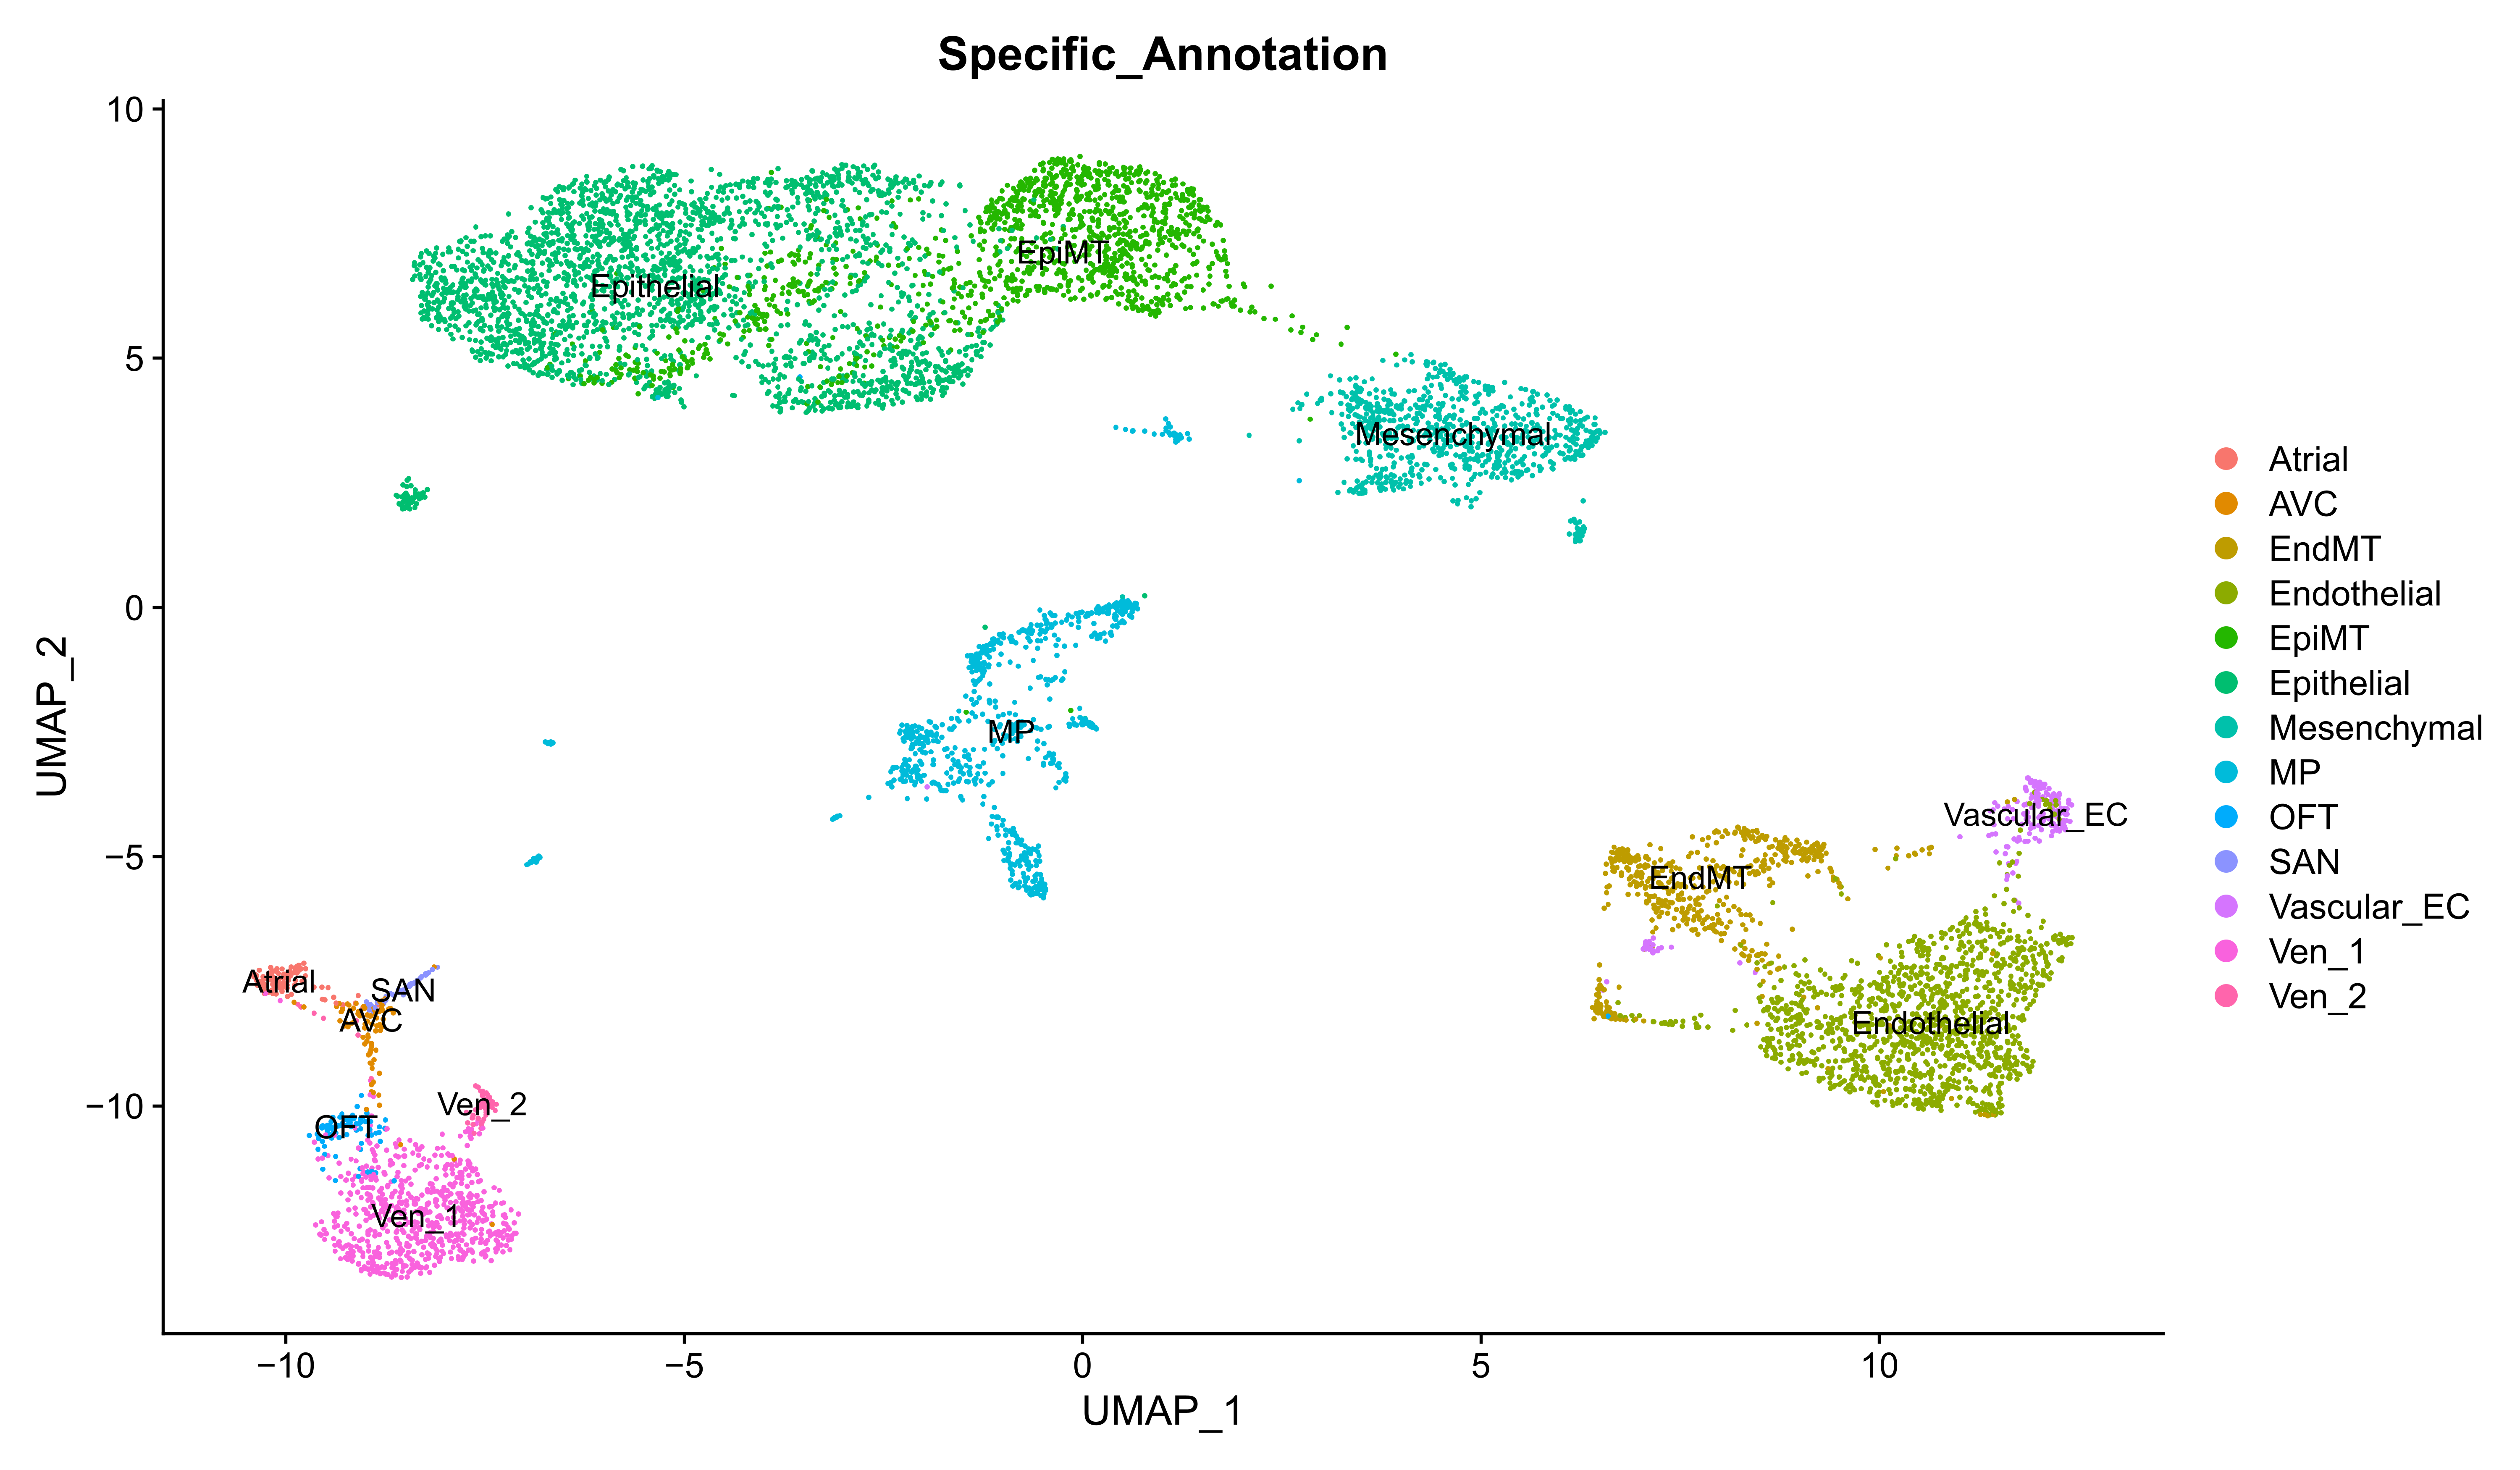 Specific_Annotation
10
5
0
−5
−10
UMAP_2
EpiMT
Epithelial
Mesenchymal
MP
Vascular_EC
EndMT
Atrial
SAN
AVC
Endothelial
Ven_2
OFT
Ven_1
−10
−5
0
5
10
UMAP_1
Atrial
AVC
EndMT
Endothelial
EpiMT
Epithelial
Mesenchymal
MP
OFT
SAN
Vascular_EC
Ven_1
Ven_2